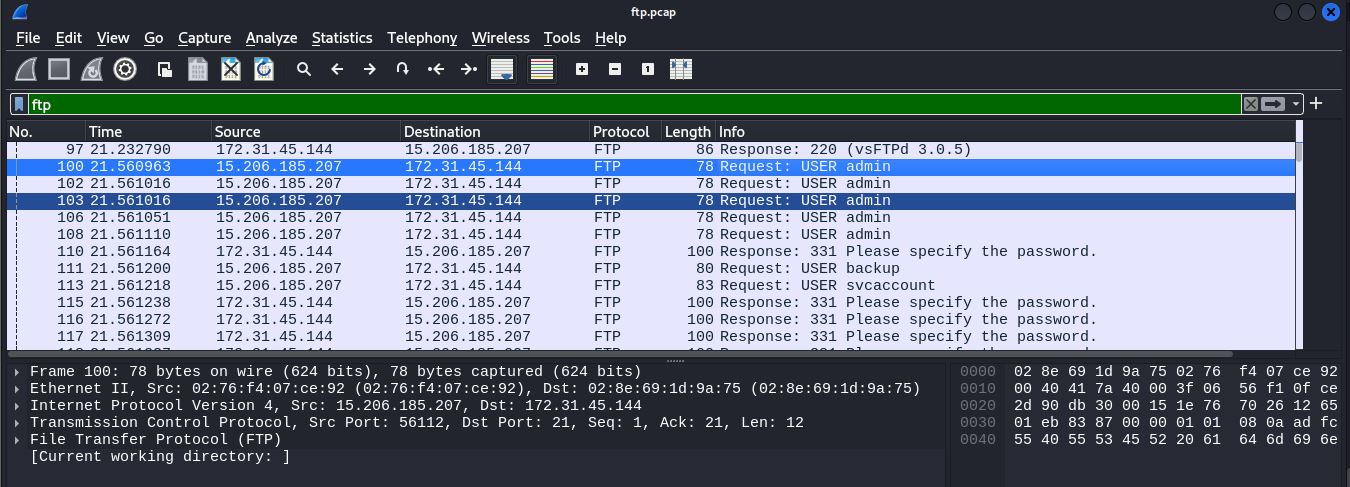 ftp.pcap
File Edit View Go Capture Analyze Statistics Telephony Wireless Tools Help
ftp
No. Time Source Destination Protocol Length Info
97 21.232790 172.31.45.144 15.206.185.207 FTP 86 Response: 220 (vsFTPd 3.0.5)
100 21.560963 15.206.185.207 172.31.45.144 FTP 78 Request: USER admin
102 21.561016 15.206.185.207 172.31.45.144 FTP 78 Request: USER admin
103 21.561016 15.206.185.207 172.31.45.144 FTP 78 Request: USER admin
106 21.561051 15.206.185.207 172.31.45.144 FTP 78 Request: USER admin
108 21.561110 15.206.185.207 172.31.45.144 FTP 78 Request: USER admin
110 21.561164 172.31.45.144 15.206.185.207 FTP 100 Response: 331 Please specify the password.
111 21.561200 15.206.185.207 172.31.45.144 FTP 80 Request: USER backup
113 21.561218 15.206.185.207 172.31.45.144 FTP 83 Request: USER svcaccount
115 21.561238 172.31.45.144 15.206.185.207 FTP 100 Response: 331 Please specify the password.
116 21.561272 172.31.45.144 15.206.185.207 FTP 100 Response: 331 Please specify the password.
117 21.561309 172.31.45.144 15.206.185.207 FTP 100 Response: 331 Please specify the password.
Frame 100: 78 bytes on wire (624 bits), 78 bytes captured (624 bits)
Ethernet II, Src: 02:76:f4:07:ce:92 (02:76:f4:07:ce:92), Dst: 02:8e:69:1d:9a:75 (02:8e:69:1d:9a:75)
Internet Protocol Version 4, Src: 15.206.185.207, Dst: 172.31.45.144
Transmission Control Protocol, Src Port: 56112, Dst Port: 21, Seq: 1, Ack: 21, Len: 12
File Transfer Protocol (FTP)
[Current working directory: ]
0000 02 8e 69 1d 9a 75 02 76 f4 07 ce 92
0010 00 40 41 7a 40 00 3f 06 56 f1 0f ce
0020 2d 90 db 30 00 15 1e 76 70 26 12 65
0030 01 eb 83 87 00 00 01 01 08 0a ad fc
0040 55 40 55 53 45 52 20 61 64 6d 69 6e